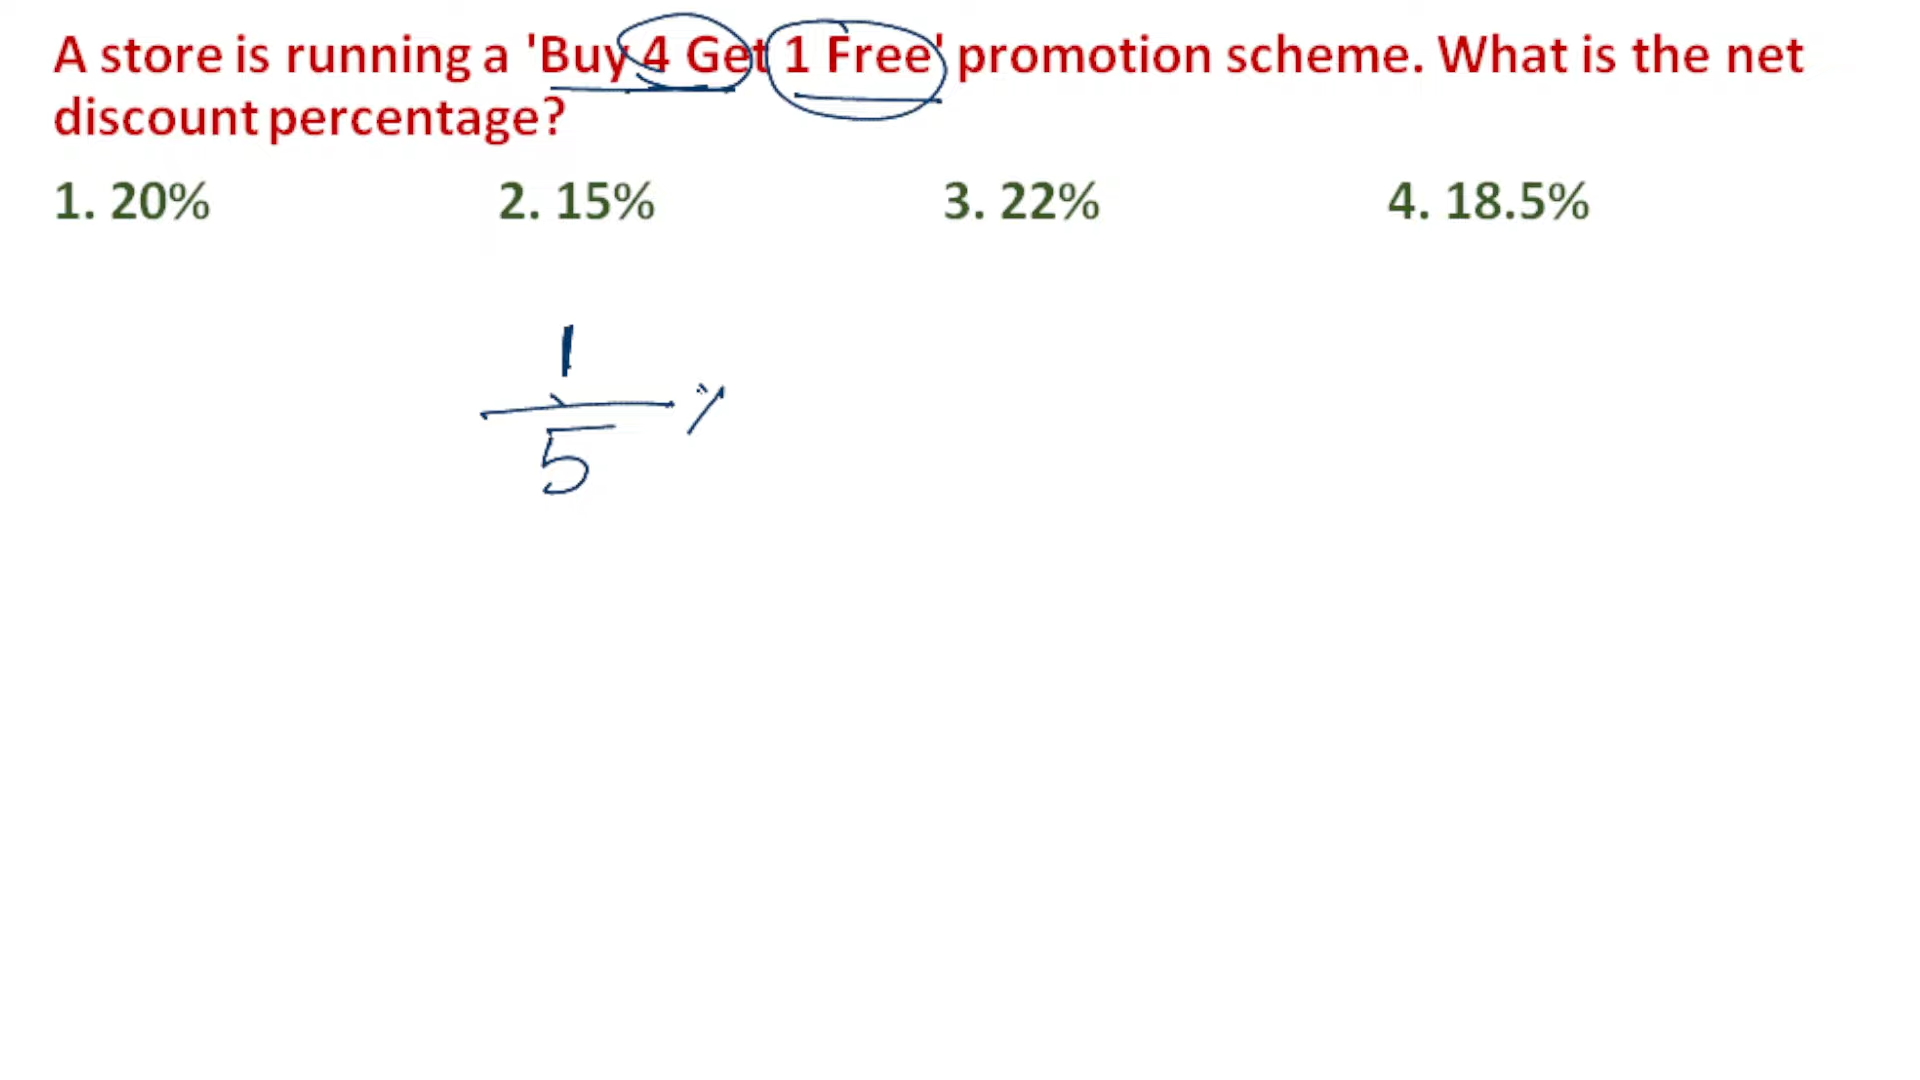 A store is running a 'Buy 4 Get 1 Free' promotion scheme. What is the net
discount percentage?
1. 20% 2. 15% 3. 22% 4. 18.5%
1
5